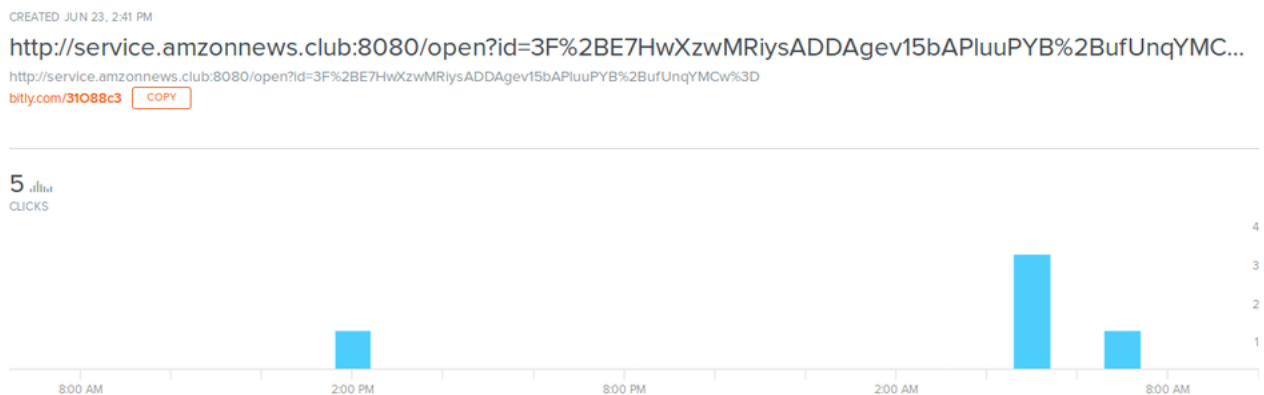 CREATED JUN 23, 2:41 PM
http://service.amzonnews.club:8080/open?id=3F%2BE7HwXzwMRiysADDAgev15bAPluuPYB%2BufUnqYMC...
http://service.amzonnews.club:8080/open?id=3F%2BE7HwXzwMRiysADDAgev15bAPluuPYB%2BufUnqYMCw%3D
bitly.com/31O88c3 COPY
5
CLICKS
4
3
2
1
8:00 AM 2:00 PM 8:00 PM 2:00 AM 8:00 AM